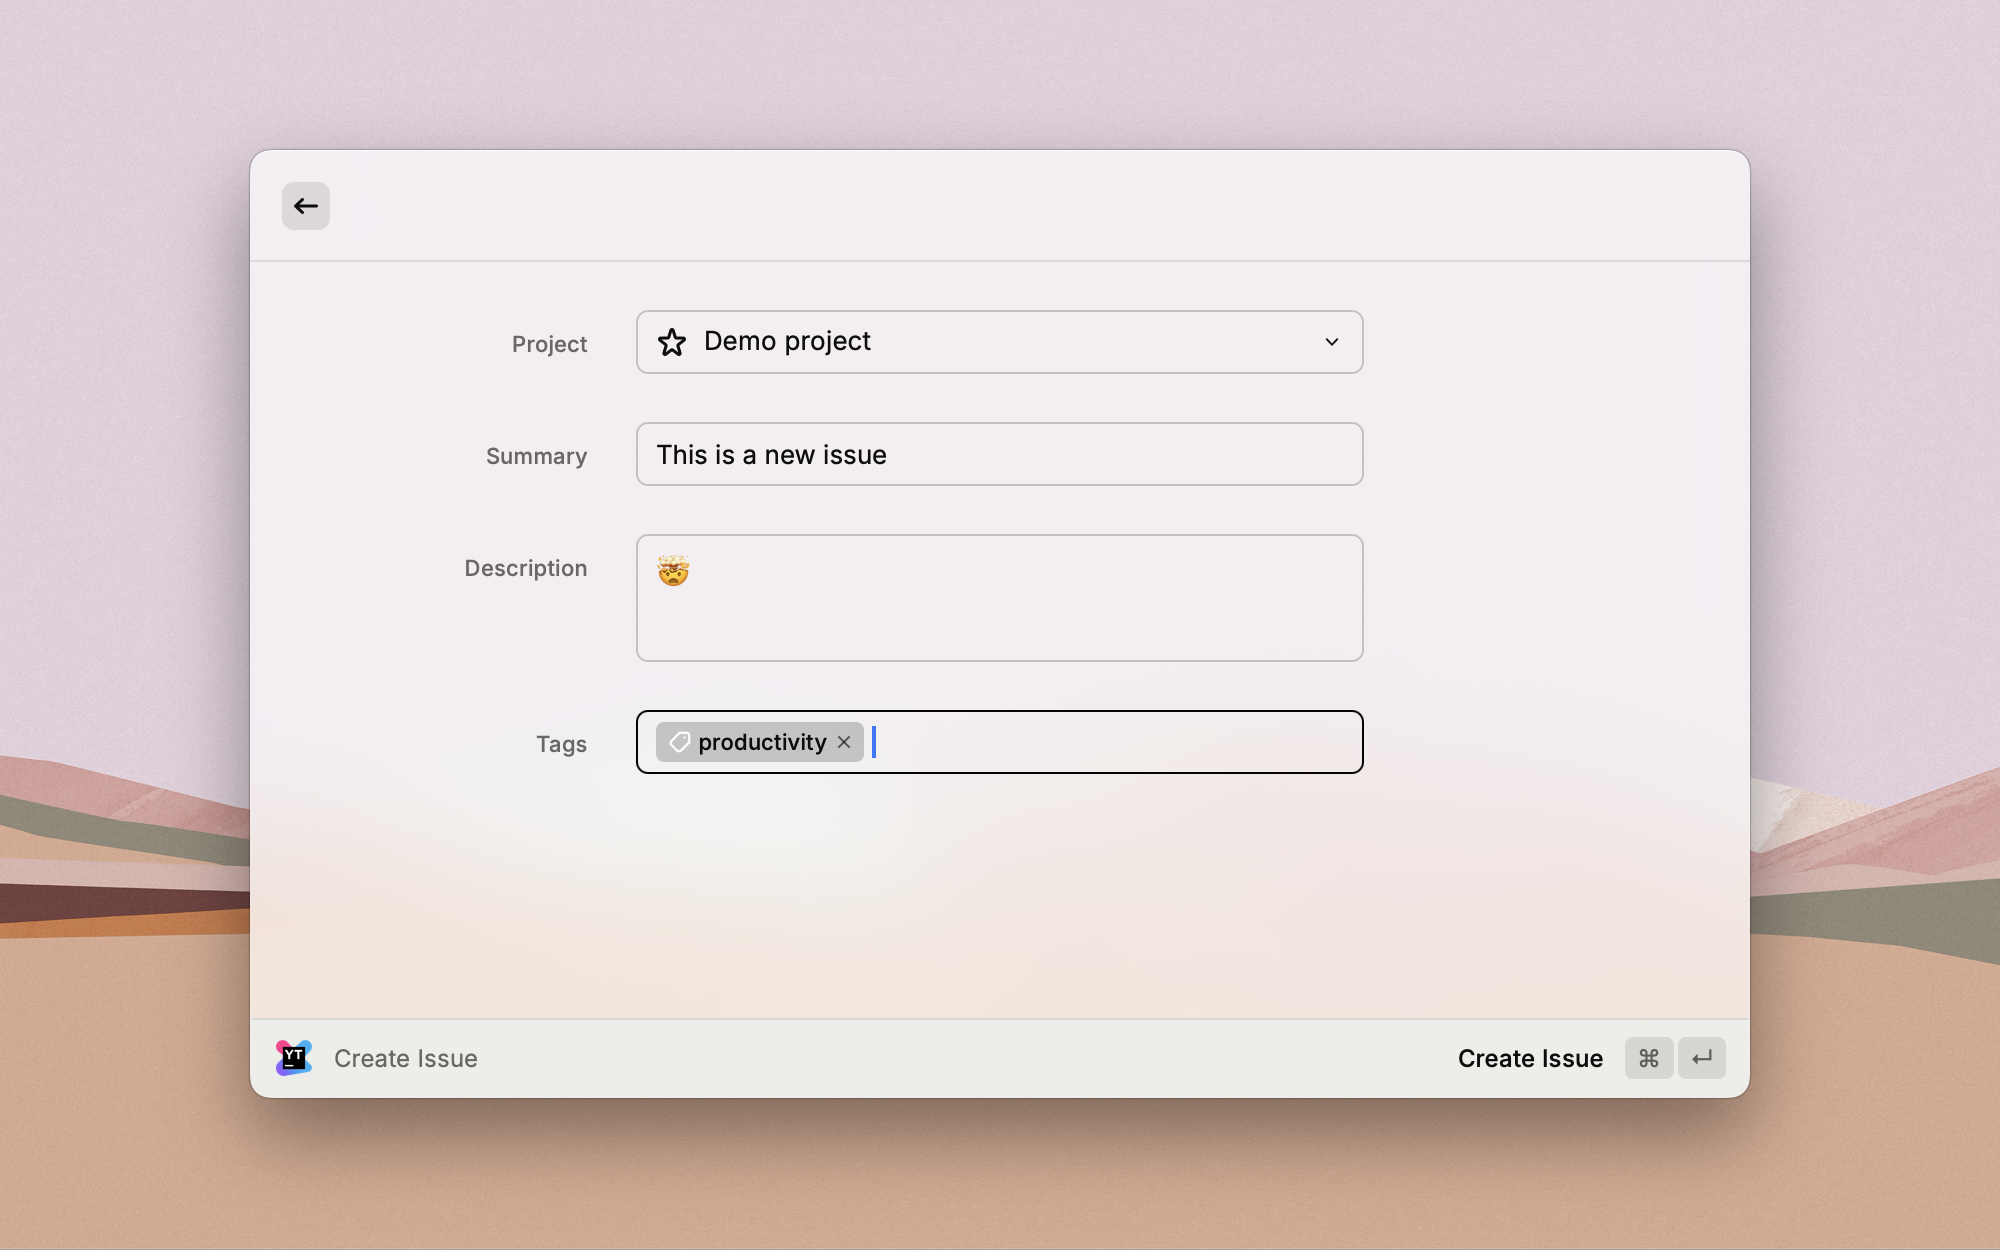 Project
Demo project
Summary
This is a new issue
Description
🤯
Tags
productivity
YT
Create Issue
Create Issue ⌘ ↵